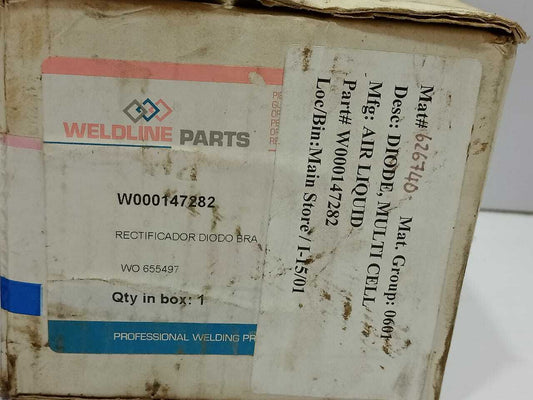 WELDLINE PARTS
W000147282
RECTIFICADOR DIODO BRA
WO 655497
Qty in box: 1
PROFESSIONAL WELDING PR
Mat# 626740 Mat. Group: 0601
Desc: DIODE, MULTI CELL
Mfg: AIR LIQUID
Part# W000147282
Loc/Bin:Main Store / I-15/01